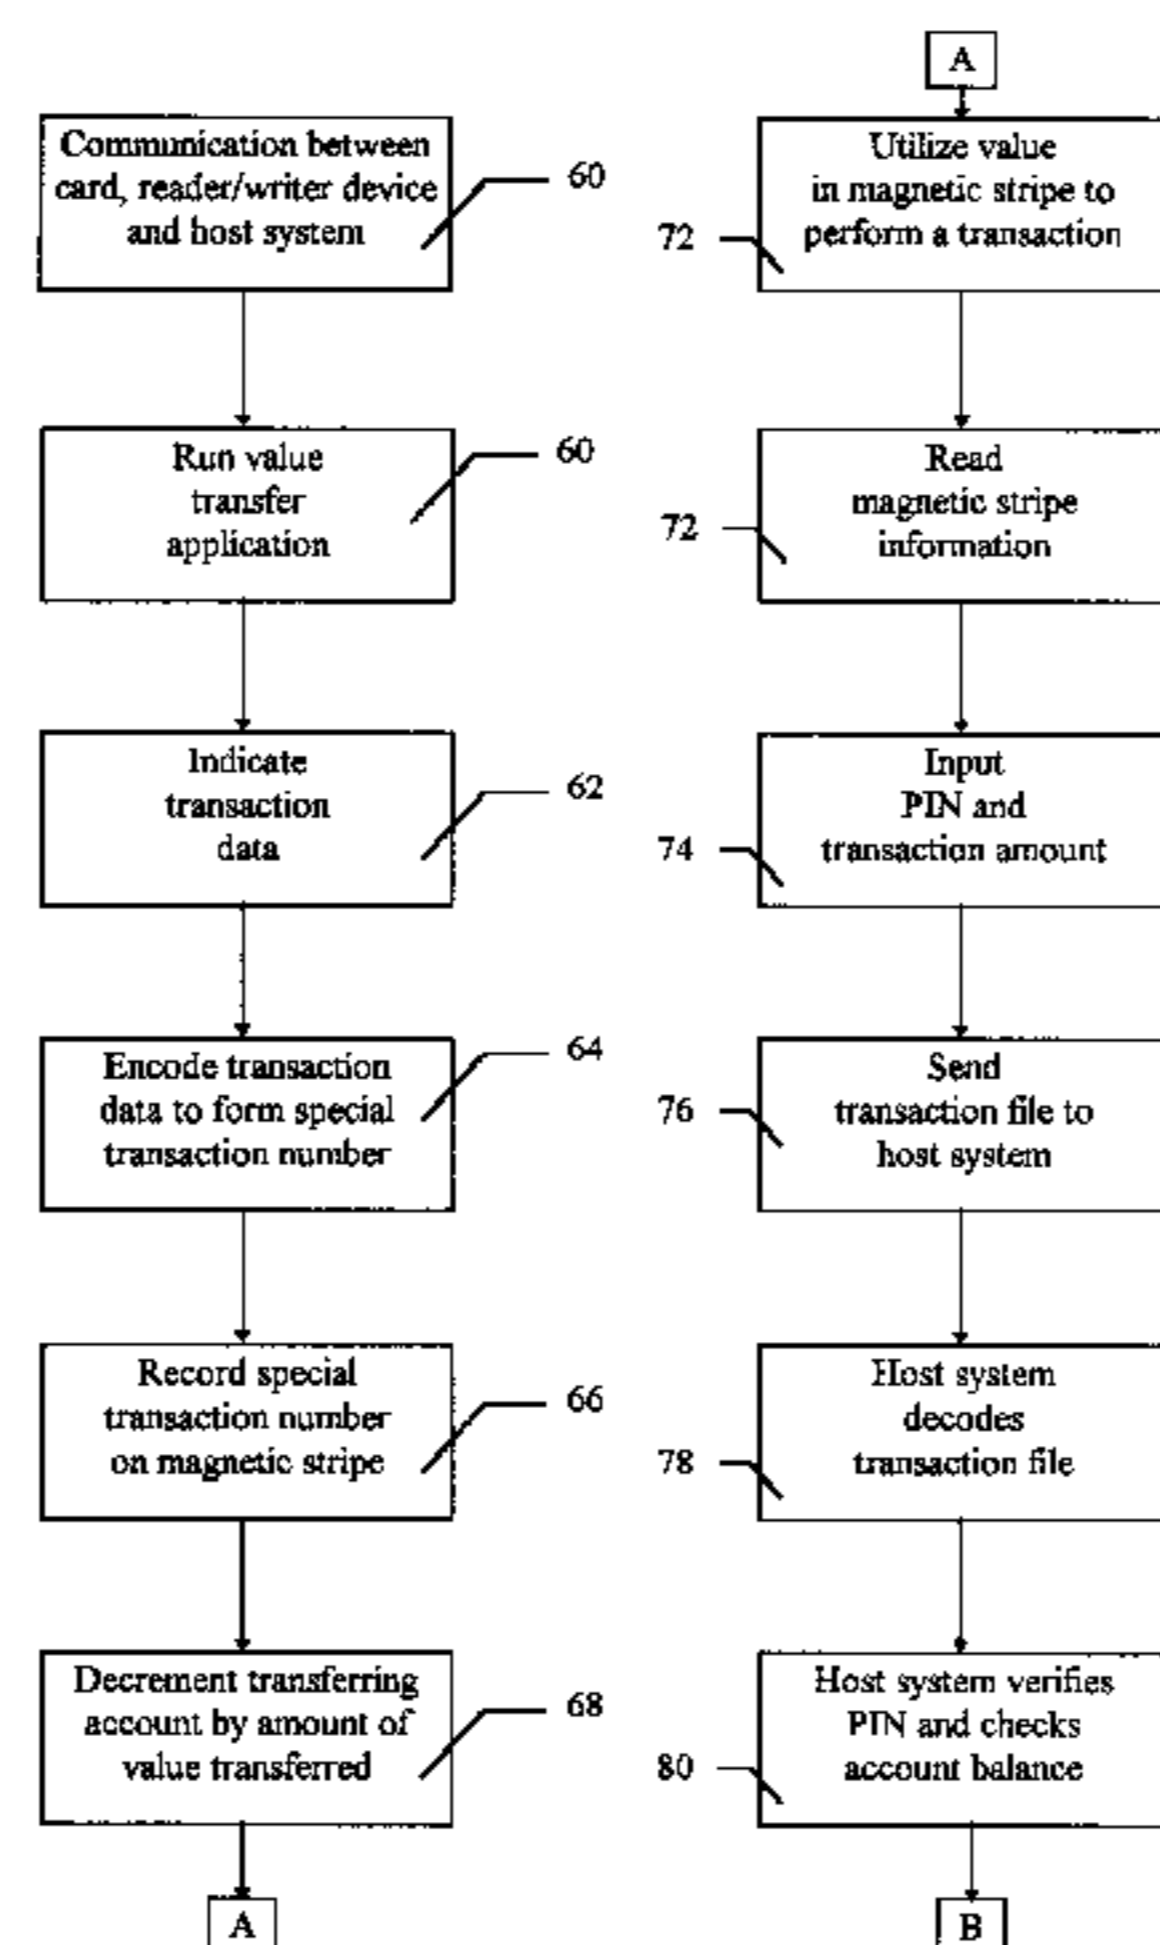 Communication between
card, reader/writer device
and host system
60
Run value
transfer
application
60
Indicate
transaction
data
62
Encode transaction
data to form special
transaction number
64
Record special
transaction number
on magnetic stripe
66
Decrement transferring
account by amount of
value transferred
68
A
A
Utilize value
in magnetic stripe to
perform a transaction
72
Read
magnetic stripe
information
72
Input
PIN and
transaction amount
74
Send
transaction file to
host system
76
Host system
decodes
transaction file
78
Host system verifies
PIN and checks
account balance
80
B